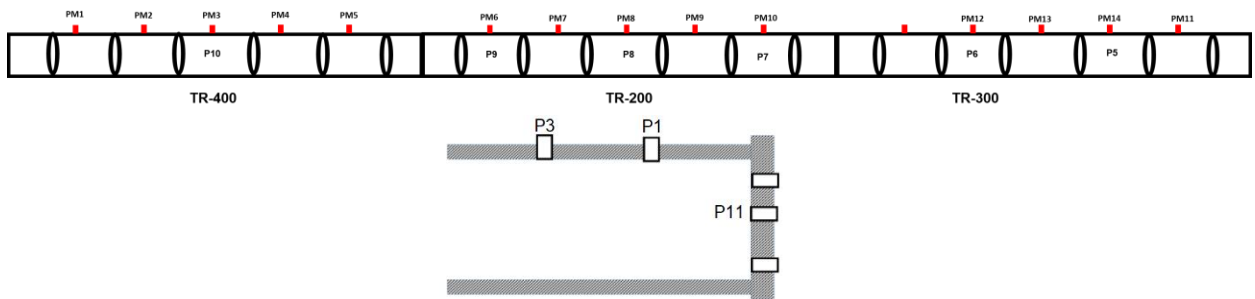 PM1 PM2 PM3 PM4 PM5 PM6 PM7 PM8 PM9 PM10 PM12 PM13 PM14 PM11
P10 P9 P8 P7 P6 P5
TR-400 TR-200 TR-300
P3 P1
P11